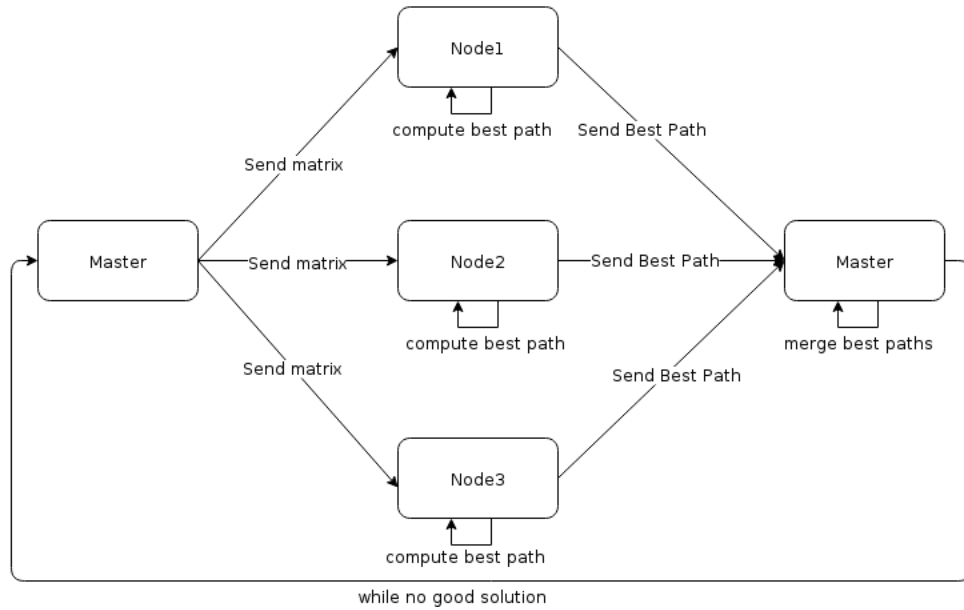 Node1
compute best path
Send Best Path
Send matrix
Master
Send matrix
Node2
Send Best Path
Master
compute best path
merge best paths
Send matrix
Send Best Path
Node3
compute best path
while no good solution